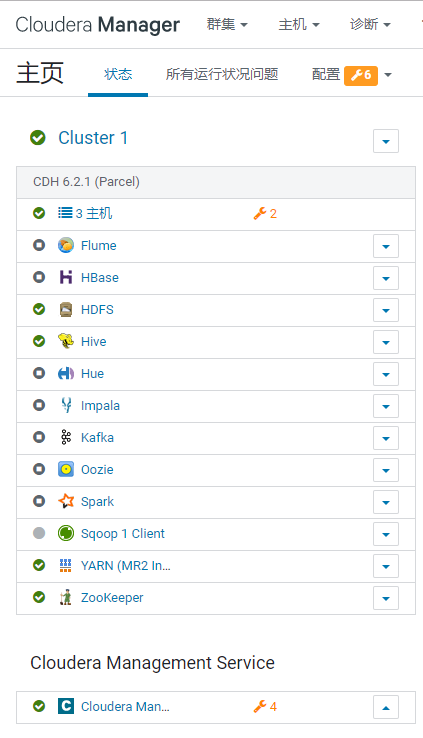 Cloudera Manager 群集 主机 诊断
主页 状态 所有运行状况问题 配置 6
Cluster 1
CDH 6.2.1 (Parcel)
3 主机 2
Flume
HBase
HDFS
Hive
Hue
Impala
Kafka
Oozie
Spark
Sqoop 1 Client
YARN (MR2 In...
ZooKeeper
Cloudera Management Service
C Cloudera Man... 4